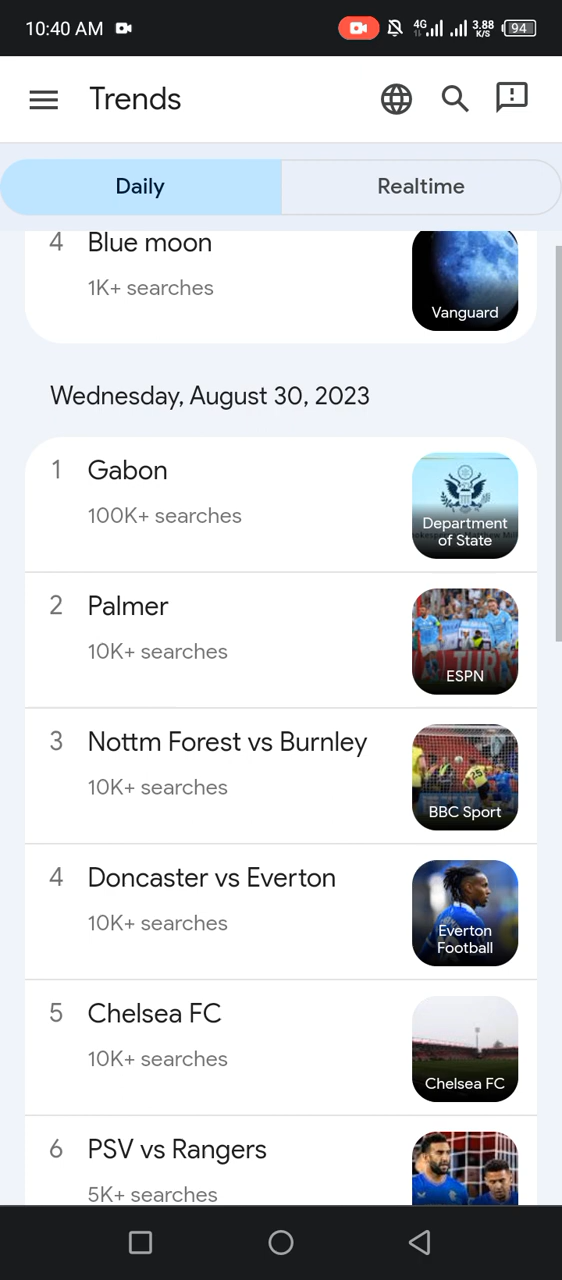 10:40 AM
4G
3.88
K/S
94
Trends
Daily
Realtime
4
Blue moon
1K+ searches
Vanguard
Wednesday, August 30, 2023
1
Gabon
100K+ searches
Department
of State
2
Palmer
10K+ searches
ESPN
3
Nottm Forest vs Burnley
10K+ searches
25
BBC Sport
4
Doncaster vs Everton
10K+ searches
Everton
Football
5
Chelsea FC
10K+ searches
Chelsea FC
6
PSV vs Rangers
5K+ searches